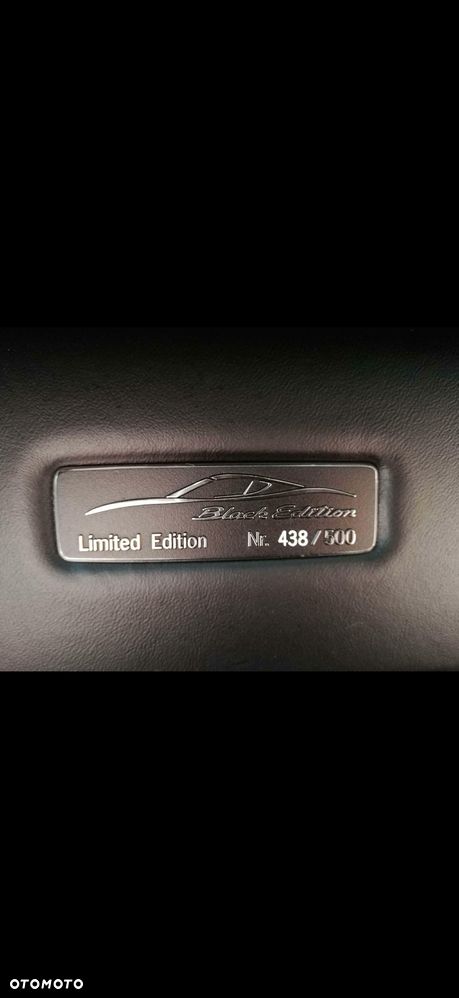 Black Edition
Limited Edition Nr. 438/500
OTOMOTO